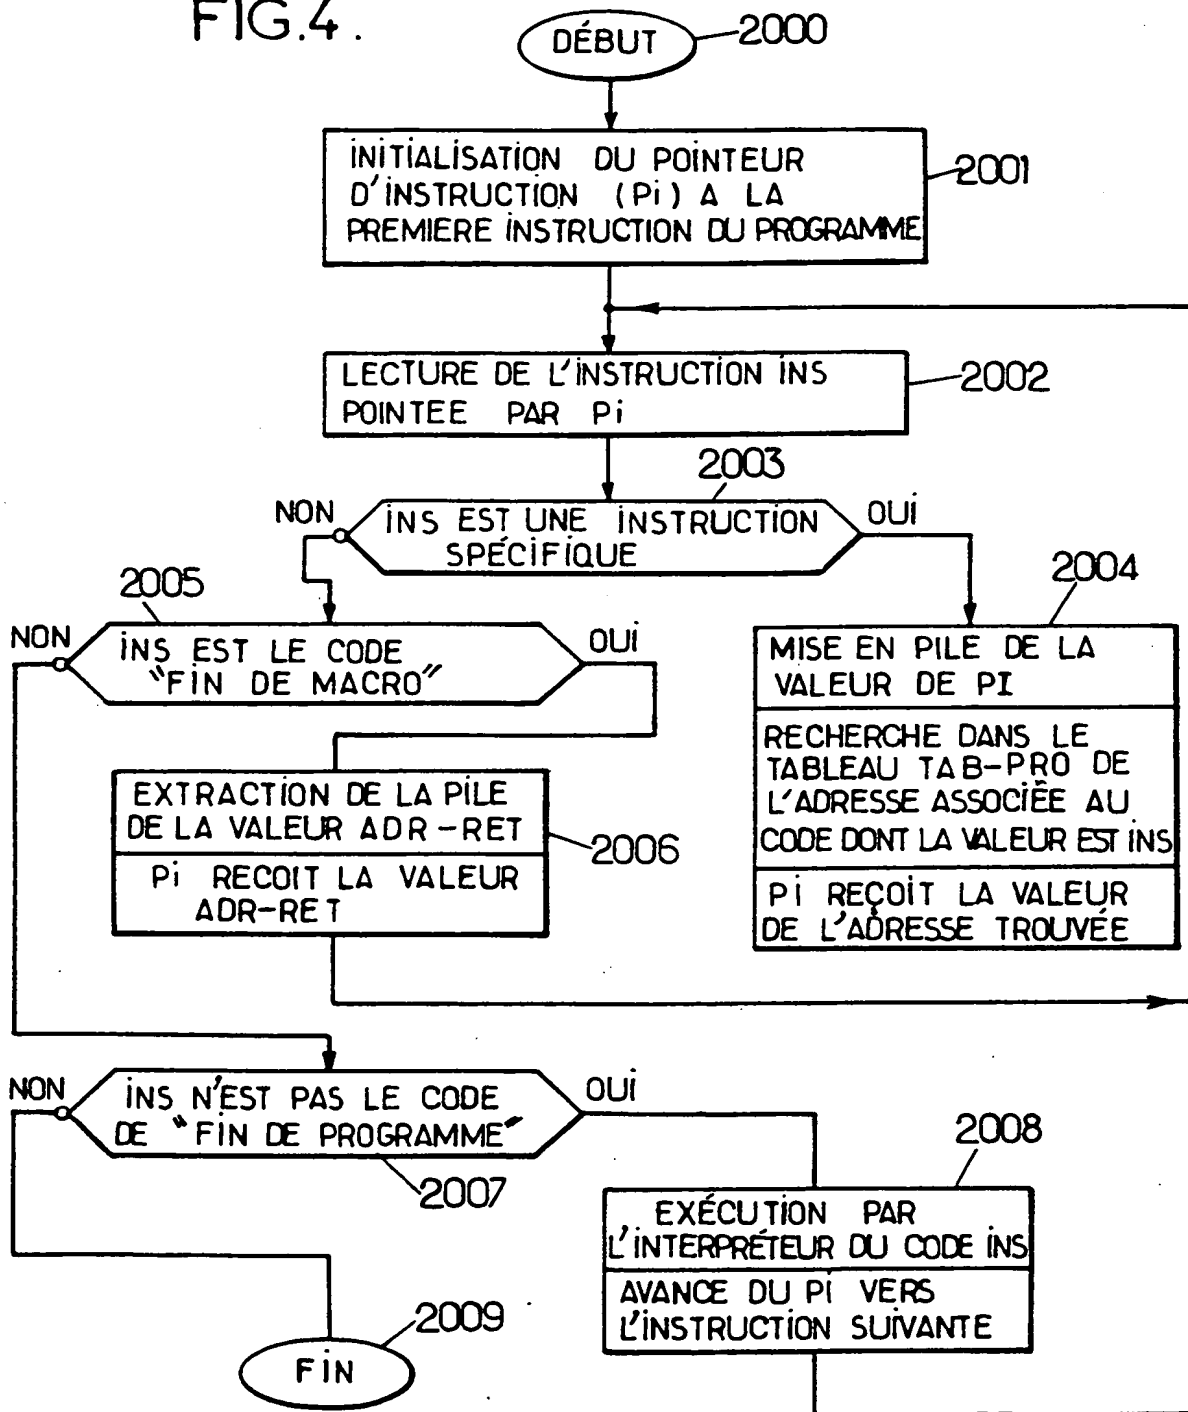 FIG.4.
DÉBUT
2000
INITIALISATION DU POINTEUR
D'INSTRUCTION (Pi) A LA
PREMIERE INSTRUCTION DU PROGRAMME
2001
LECTURE DE L'INSTRUCTION INS
POINTEE PAR Pi
2002
2003
NON
INS EST UNE INSTRUCTION
SPÉCIFIQUE
OUI
2005
2004
NON
INS EST LE CODE
"FIN DE MACRO"
OUI
MISE EN PILE DE LA
VALEUR DE PI
RECHERCHE DANS LE
TABLEAU TAB-PRO DE
L'ADRESSE ASSOCIÉE AU
CODE DONT LA VALEUR EST INS
PI REÇOIT LA VALEUR
DE L'ADRESSE TROUVÉE
EXTRACTION DE LA PILE
DE LA VALEUR ADR-RET
Pi RECOIT LA VALEUR
ADR-RET
2006
NON
INS N'EST PAS LE CODE
DE "FIN DE PROGRAMME"
OUI
2007
2008
EXÉCUTION PAR
L'INTERPRÉTEUR DU CODE INS
AVANCE DU Pi VERS
L'INSTRUCTION SUIVANTE
2009
FIN